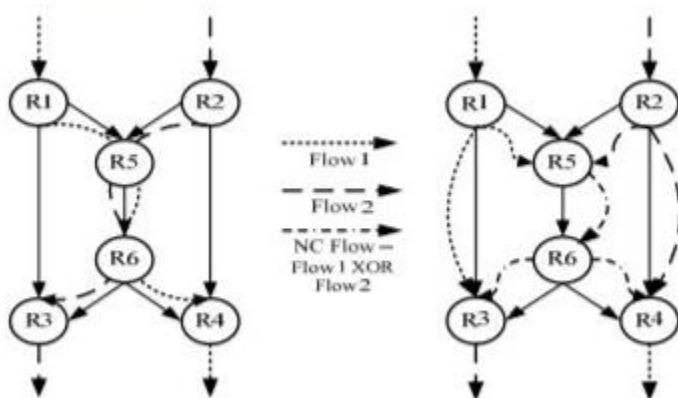 R1
R2
R5
R6
R3
R4
Flow 1
Flow 2
NC Flow =
Flow 1 XOR
Flow 2
R1
R2
R5
R6
R3
R4